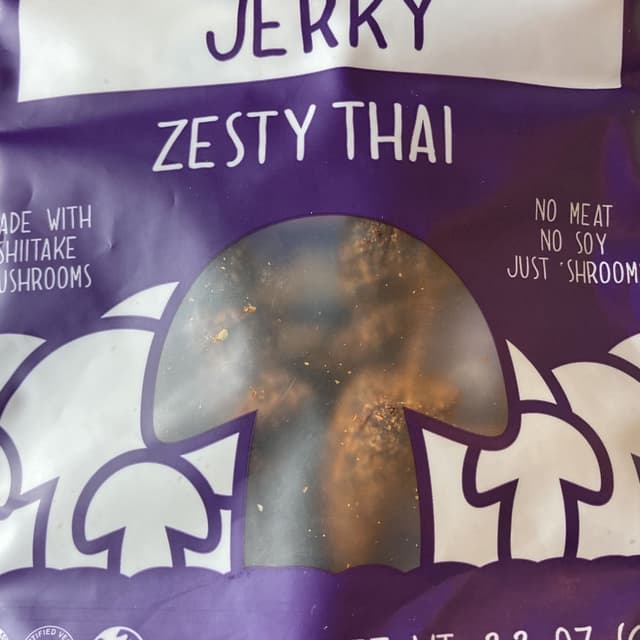 JERKY
ZESTY THAI
ADE WITH
SHIITAKE
USHROOMS
NO MEAT
NO SOY
JUST 'SHROOM